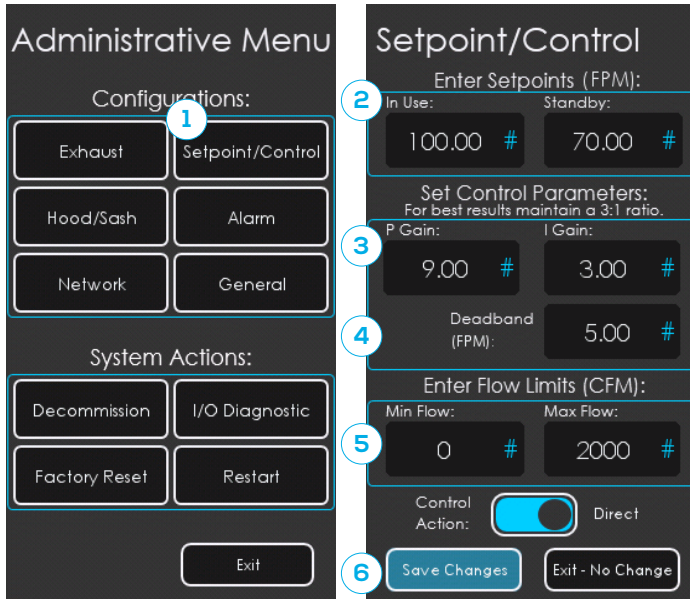 Administrative Menu
Configurations:
1
Exhaust
Setpoint/Control
Hood/Sash
Alarm
Network
General
System Actions:
Decommission
I/O Diagnostic
Factory Reset
Restart
Exit
Setpoint/Control
Enter Setpoints (FPM):
2
In Use:
Standby:
100.00 #
70.00 #
Set Control Parameters:
For best results maintain a 3:1 ratio.
3
P Gain:
I Gain:
9.00 #
3.00 #
4
Deadband
(FPM):
5.00 #
Enter Flow Limits (CFM):
5
Min Flow:
Max Flow:
0 #
2000 #
Control
Action:
Direct
6
Save Changes
Exit - No Change